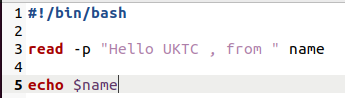 1 #!/bin/bash
2
3 read -p "Hello UKTC , from " name
4
5 echo $name